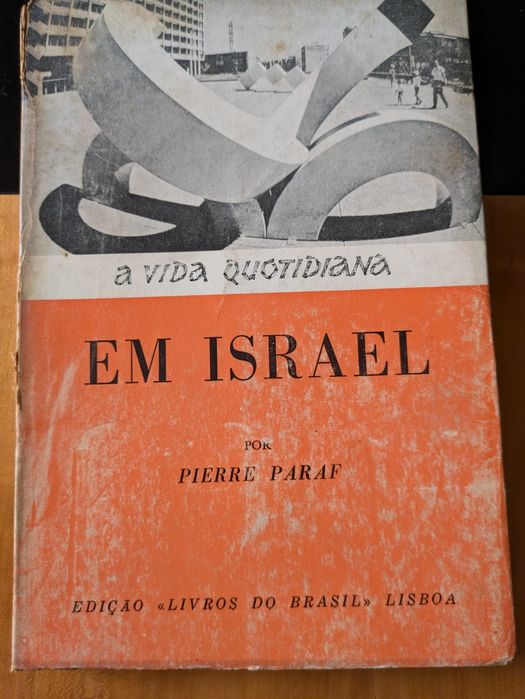 A VIDA QUOTIDIANA
EM ISRAEL
POR
PIERRE PARAF
EDIÇÃO «LIVROS DO BRASIL» LISBOA